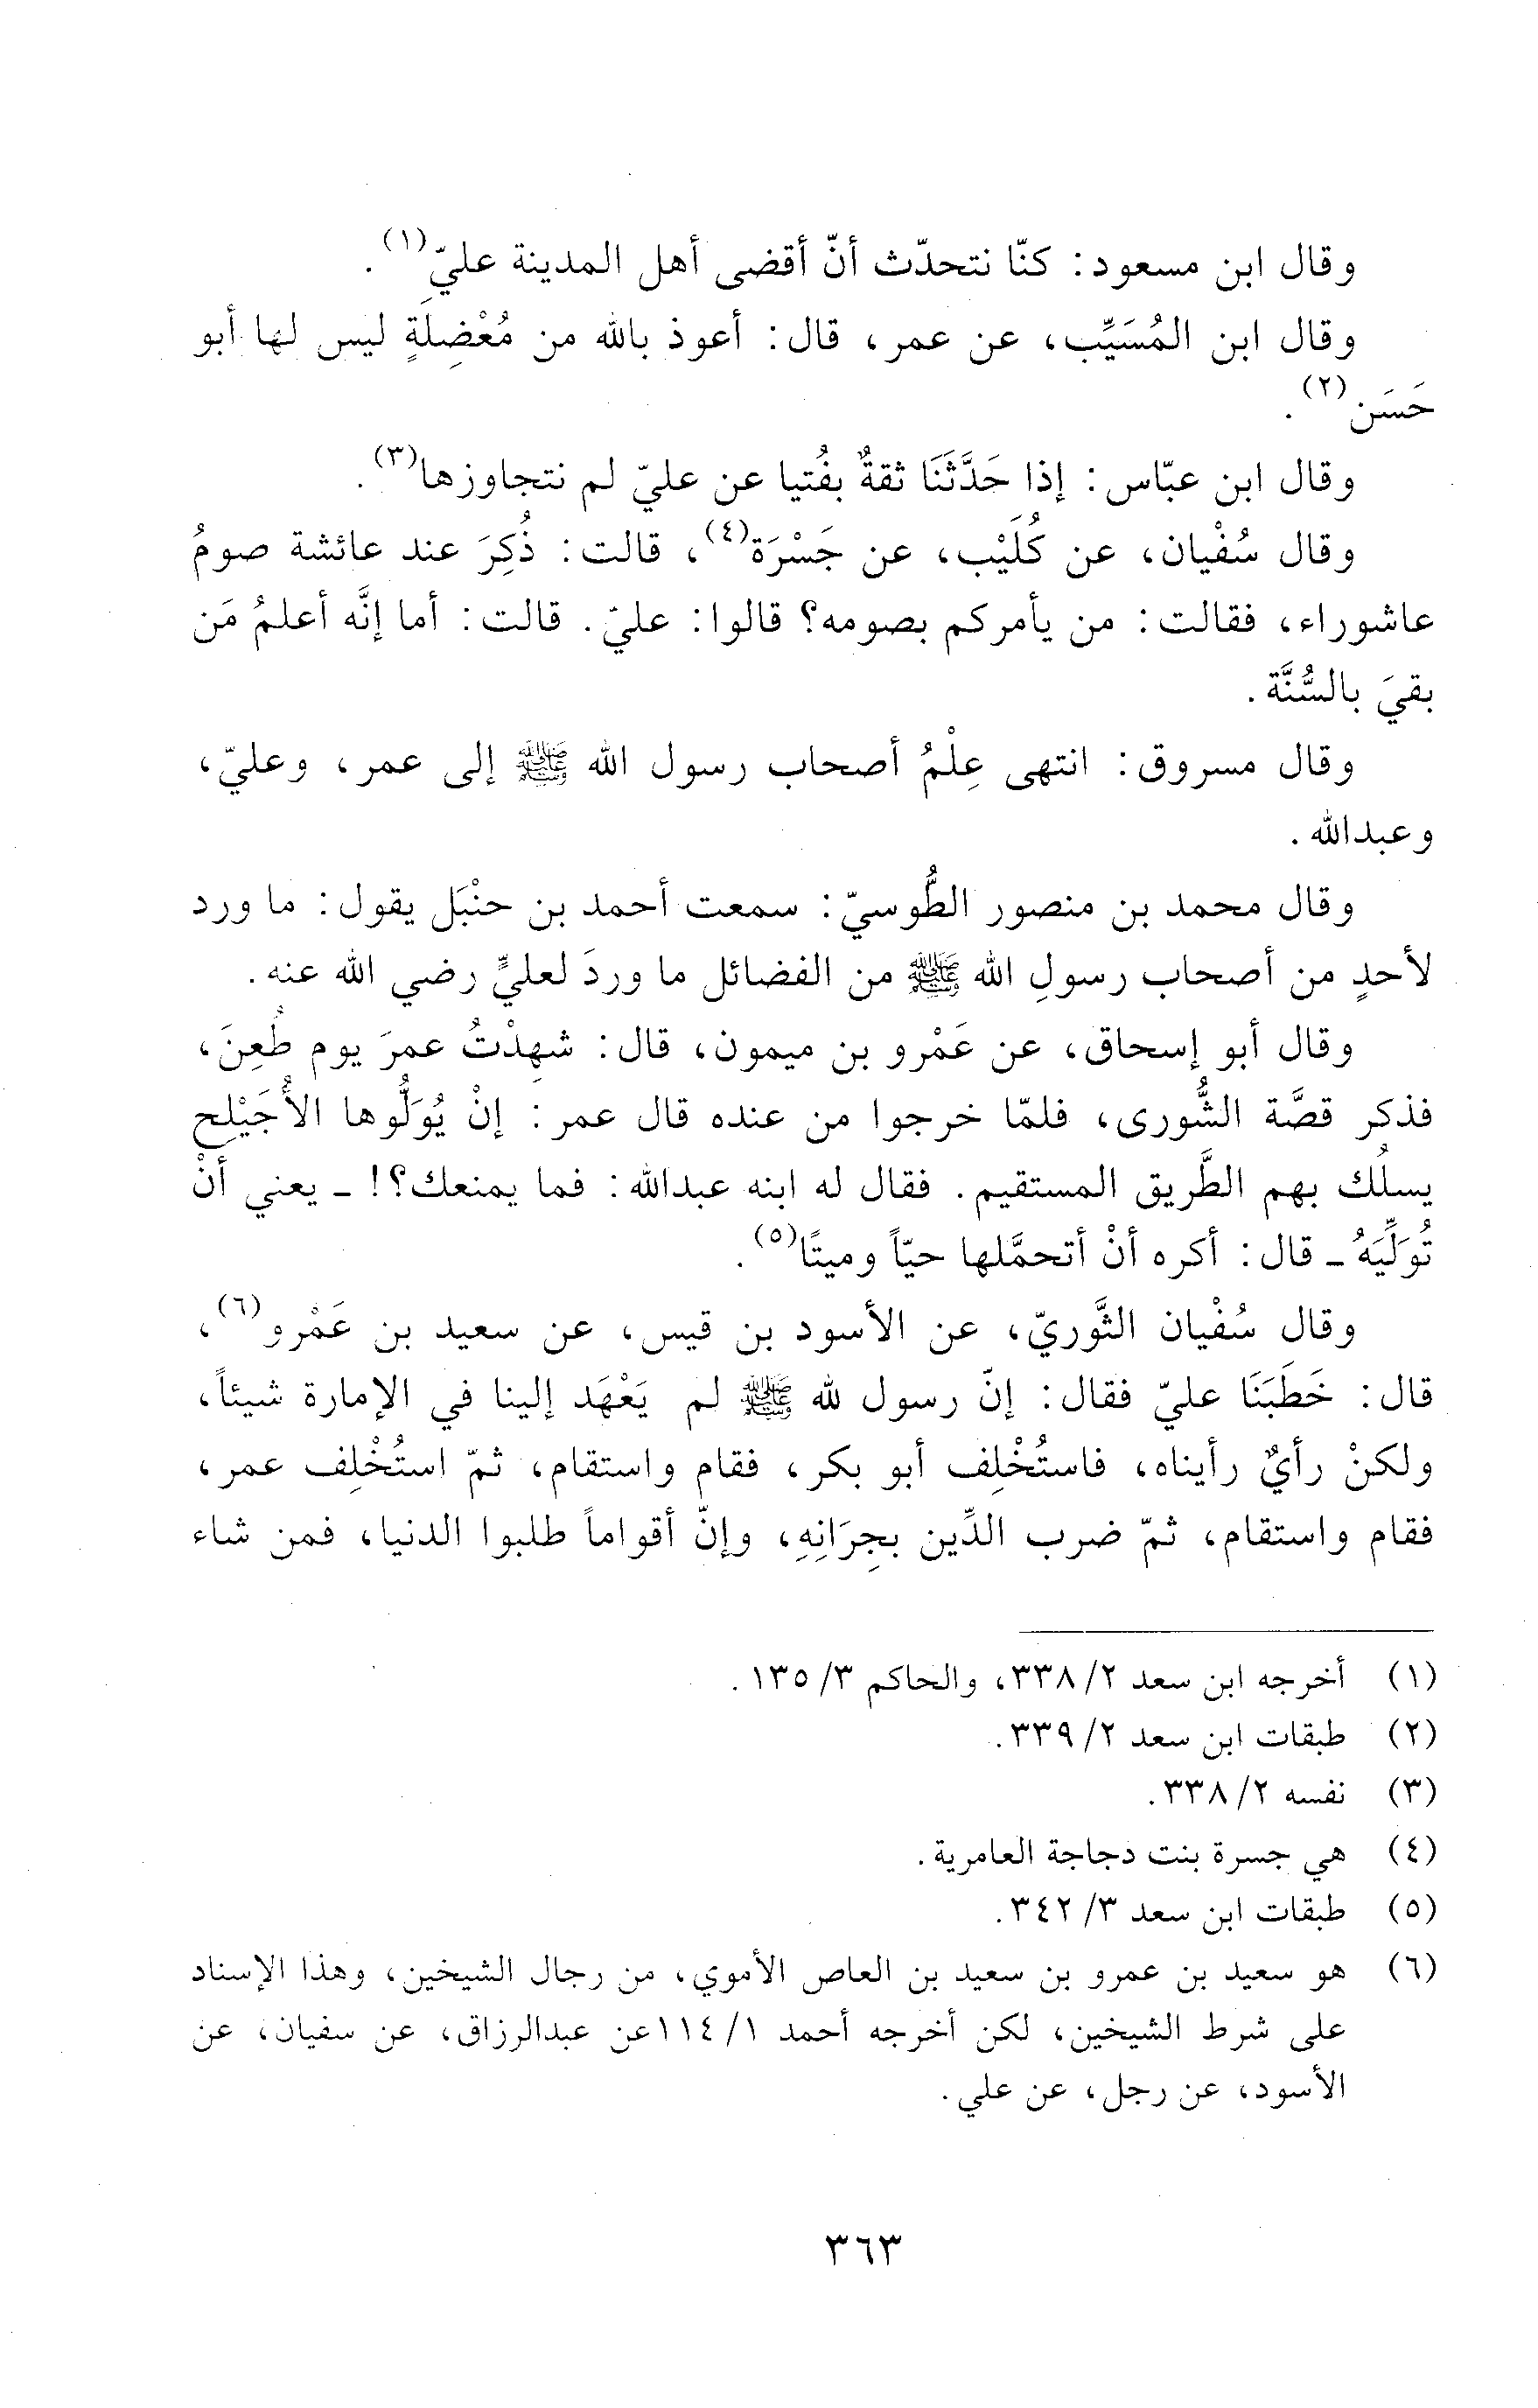 وقال ابن مسعود: كنّا نتحدّث أنّ أقضى أهل المدينة عليّ(١).
وقال ابن المُسَيِّب، عن عمر، قال: أعوذ بالله من مُعْضِلَةٍ ليس لها أبو
حَسَن(٢).
وقال ابن عبّاس: إذا حَدَّثَنَا ثقةٌ بفُتيا عن عليّ لم نتجاوزها(٣).
وقال سُفْيان، عن كُلَيْب، عن جَسْرَة(٤)، قالت: ذُكِرَ عند عائشة صومُ
عاشوراء، فقالت: من يأمركم بصومه؟ قالوا: عليّ. قالت: أما إنَّه أعلمُ مَن
بقيَ بالسُّنَّة.
وقال مسروق: انتهى عِلْمُ أصحاب رسول الله ﷺ إلى عمر، وعليّ،
وعبدالله.
وقال محمد بن منصور الطُّوسيّ: سمعت أحمد بن حنْبَل يقول: ما ورد
لأحدٍ من أصحاب رسولِ الله ﷺ من الفضائل ما وردَ لعليٍّ رضي الله عنه.
وقال أبو إسحاق، عن عَمْرو بن ميمون، قال: شهِدْتُ عمرَ يوم طُعِنَ،
فذكر قصَّة الشُّورى، فلمّا خرجوا من عنده قال عمر: إنْ يُوَلُّوها الأُجَيْلِح
يسلُك بهم الطَّريق المستقيم. فقال له ابنه عبدالله: فما يمنعك؟! ـ يعني أنْ
تُوَلِّيَهُ ـ قال: أكره أنْ أتحمَّلها حيّاً وميتًا(٥).
وقال سُفْيان الثَّوريّ، عن الأسود بن قيس، عن سعيد بن عَمْرو(٦)،
قال: خَطَبَنَا عليّ فقال: إنّ رسول لله ﷺ لم يَعْهَد إلينا في الإمارة شيئاً،
ولكنْ رأيٌ رأيناه، فاستُخْلِف أبو بكر، فقام واستقام، ثمّ استُخْلِف عمر،
فقام واستقام، ثمّ ضرب الدِّين بجِرَانِهِ، وإنّ أقواماً طلبوا الدنيا، فمن شاء
(١) أخرجه ابن سعد ٢/ ٣٣٨، والحاكم ٣/ ١٣٥.
(٢) طبقات ابن سعد ٢/ ٣٣٩.
(٣) نفسه ٢/ ٣٣٨.
(٤) هي جسرة بنت دجاجة العامرية.
(٥) طبقات ابن سعد ٣/ ٣٤٢.
(٦) هو سعيد بن عمرو بن سعيد بن العاص الأموي، من رجال الشيخين، وهذا الإسناد
على شرط الشيخين، لكن أخرجه أحمد ١/ ١١٤عن عبدالرزاق، عن سفيان، عن
الأسود، عن رجل، عن علي.
٣٦٣